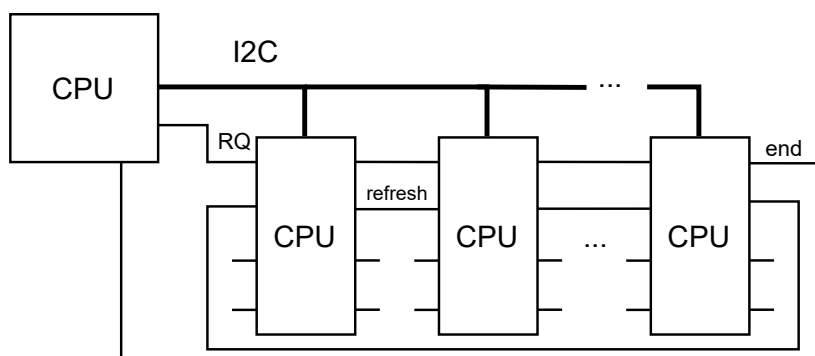 I2C
CPU
...
RQ
end
refresh
CPU
CPU
...
CPU